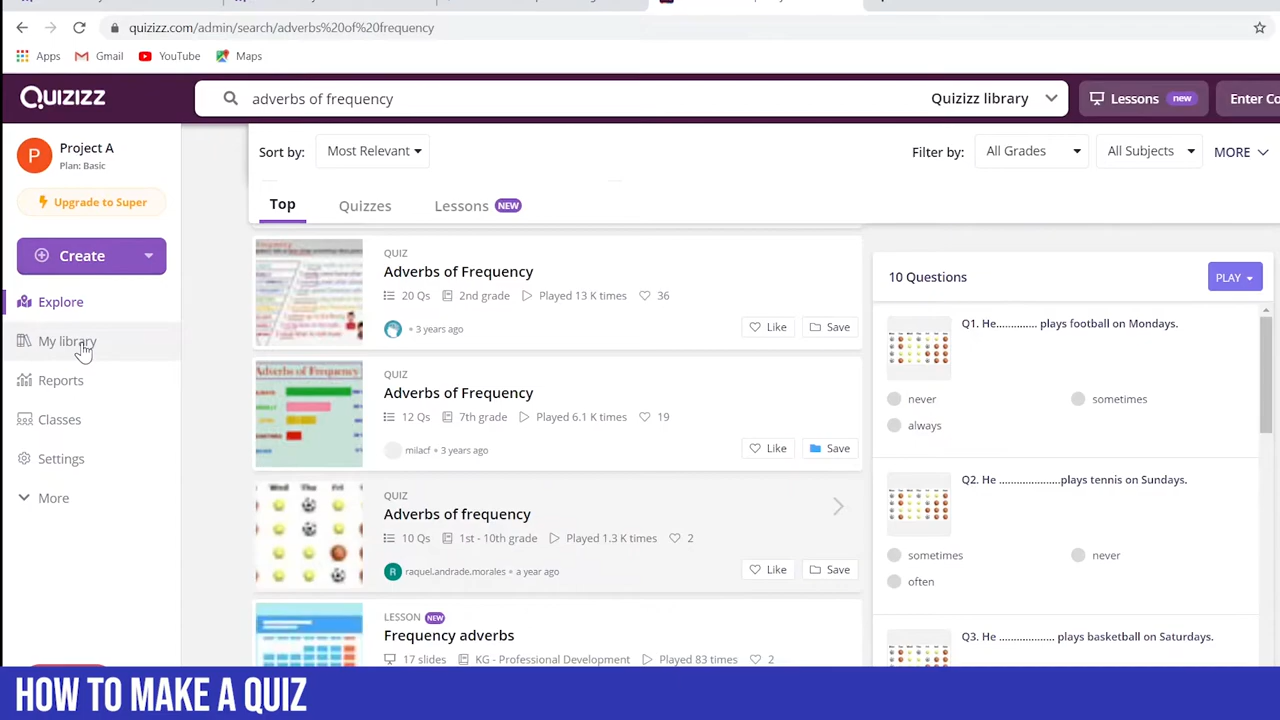 quizizz.com/admin/search/adverbs%20of%20frequency
Apps Gmail YouTube Maps
QUIZIZZ
adverbs of frequency
Quizizz library
Lessons new
Enter Co
Project A
Plan: Basic
Upgrade to Super
Create
Explore
My library
Reports
Classes
Settings
More
Sort by: Most Relevant
Filter by: All Grades All Subjects MORE
Top Quizzes Lessons NEW
QUIZ
Adverbs of Frequency
20 Qs 2nd grade Played 13 K times 36
• 3 years ago
Like Save
Adverbs of Frequency
QUIZ
Adverbs of Frequency
12 Qs 7th grade Played 6.1 K times 19
milacf • 3 years ago
Like Save
Wed Thu Fri
QUIZ
Adverbs of frequency
10 Qs 1st - 10th grade Played 1.3 K times 2
R raquel.andrade.morales • a year ago
Like Save
LESSON NEW
Frequency adverbs
17 slides KG - Professional Development Played 83 times 2
10 Questions
PLAY
Q1. He............. plays football on Mondays.
never
sometimes
always
Q2. He .....................plays tennis on Sundays.
sometimes
never
often
Q3. He ................... plays basketball on Saturdays.
HOW TO MAKE A QUIZ